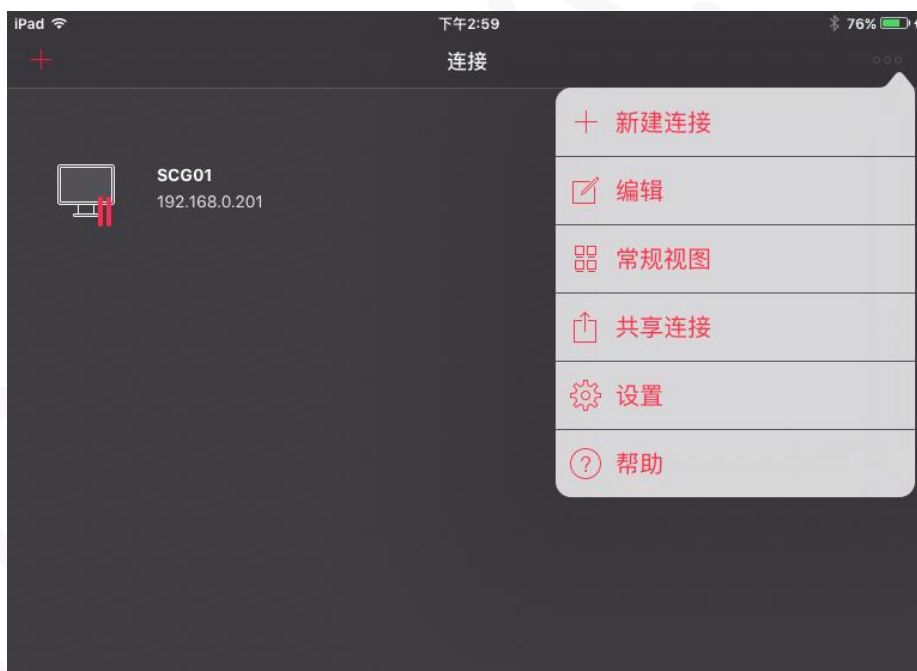 iPad 下午2:59 76%
连接
新建连接
SCG01
192.168.0.201
编辑
常规视图
共享连接
设置
帮助